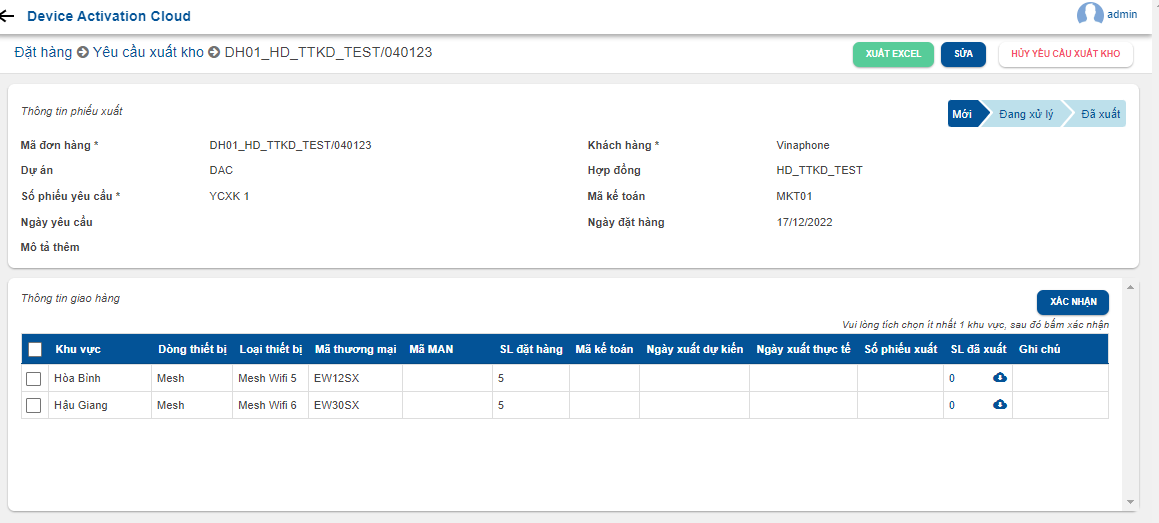 Device Activation Cloud
admin
Đặt hàng Yêu cầu xuất kho DH01_HD_TTKD_TEST/040123
XUẤT EXCEL SỬA HỦY YÊU CẦU XUẤT KHO
Thông tin phiếu xuất
Mới Đang xử lý Đã xuất
Mã đơn hàng * DH01_HD_TTKD_TEST/040123 Khách hàng * Vinaphone
Dự án DAC Hợp đồng HD_TTKD_TEST
Số phiếu yêu cầu * YCXK 1 Mã kế toán MKT01
Ngày yêu cầu Ngày đặt hàng 17/12/2022
Mô tả thêm
Thông tin giao hàng
XÁC NHẬN
Vui lòng tích chọn ít nhất 1 khu vực, sau đó bấm xác nhận
Khu vực Dòng thiết bị Loại thiết bị Mã thương mại Mã MAN SL đặt hàng Mã kế toán Ngày xuất dự kiến Ngày xuất thực tế Số phiếu xuất SL đã xuất Ghi chú
Hòa Bình Mesh Mesh Wifi 5 EW12SX 5 0
Hậu Giang Mesh Mesh Wifi 6 EW30SX 5 0